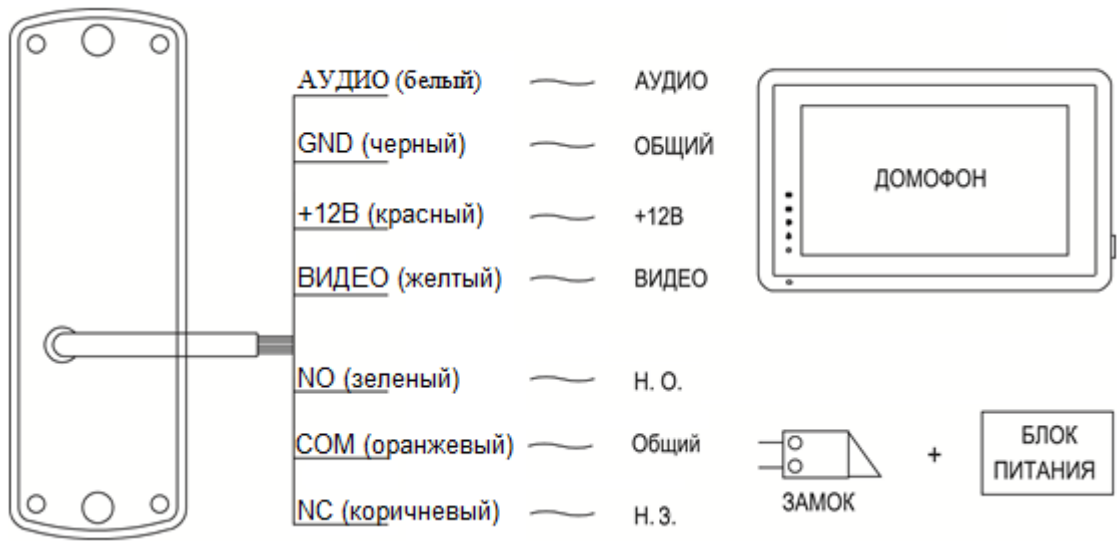 АУДИО (белый)
АУДИО
GND (черный)
ОБЩИЙ
+12В (красный)
+12В
ВИДЕО (желтый)
ВИДЕО
ДОМОФОН
NO (зеленый)
Н. О.
COM (оранжевый)
Общий
NC (коричневый)
Н. З.
ЗАМОК
+
БЛОК
ПИТАНИЯ